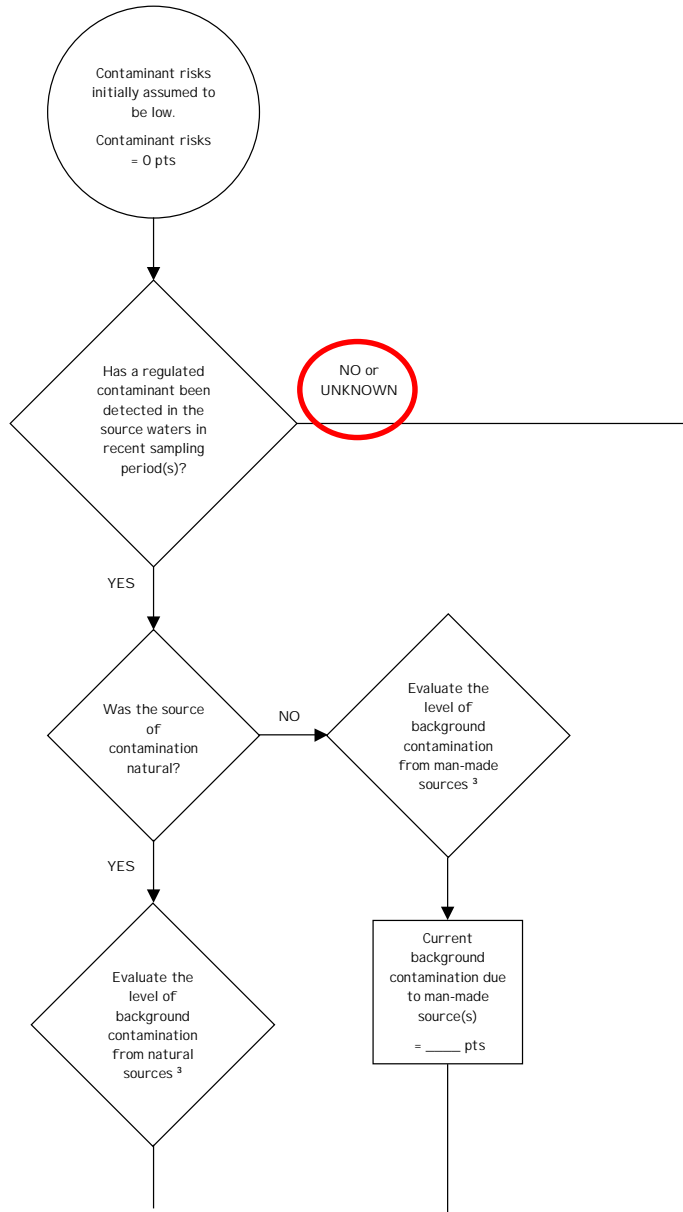 Contaminant risks
initially assumed to
be low.
Contaminant risks
= 0 pts
Has a regulated
contaminant been
detected in the
source waters in
recent sampling
period(s)?
NO or
UNKNOWN
YES
Was the source
of
contamination
natural?
NO
Evaluate the
level of
background
contamination
from man-made
sources ³
YES
Evaluate the
level of
background
contamination
from natural
sources ³
Current
background
contamination due
to man-made
source(s)
= _____ pts